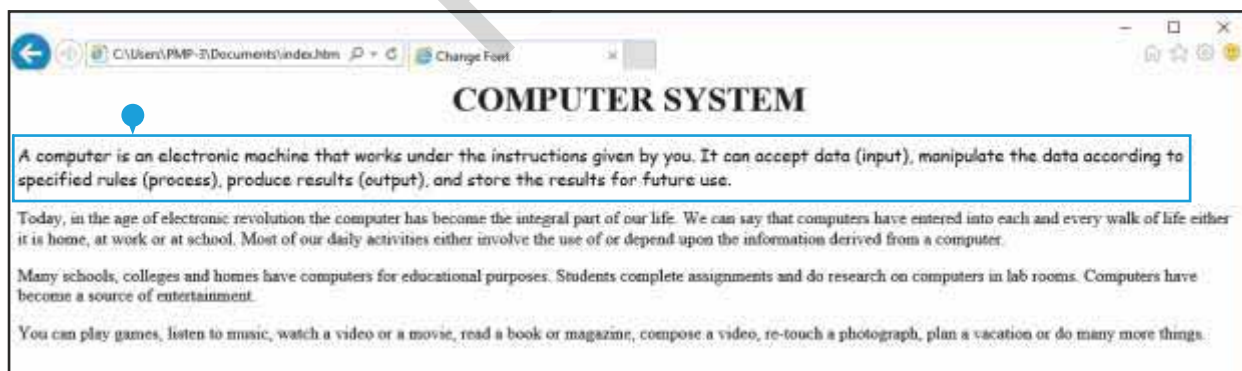 C:\Users\PMP-3\Documents\index.htm
Change Font
COMPUTER SYSTEM
A computer is an electronic machine that works under the instructions given by you. It can accept data (input), manipulate the data according to
specified rules (process), produce results (output), and store the results for future use.
Today, in the age of electronic revolution the computer has become the integral part of our life. We can say that computers have entered into each and every walk of life either
it is home, at work or at school. Most of our daily activities either involve the use of or depend upon the information derived from a computer.
Many schools, colleges and homes have computers for educational purposes. Students complete assignments and do research on computers in lab rooms. Computers have
become a source of entertainment.
You can play games, listen to music, watch a video or a movie, read a book or magazine, compose a video, re-touch a photograph, plan a vacation or do many more things.